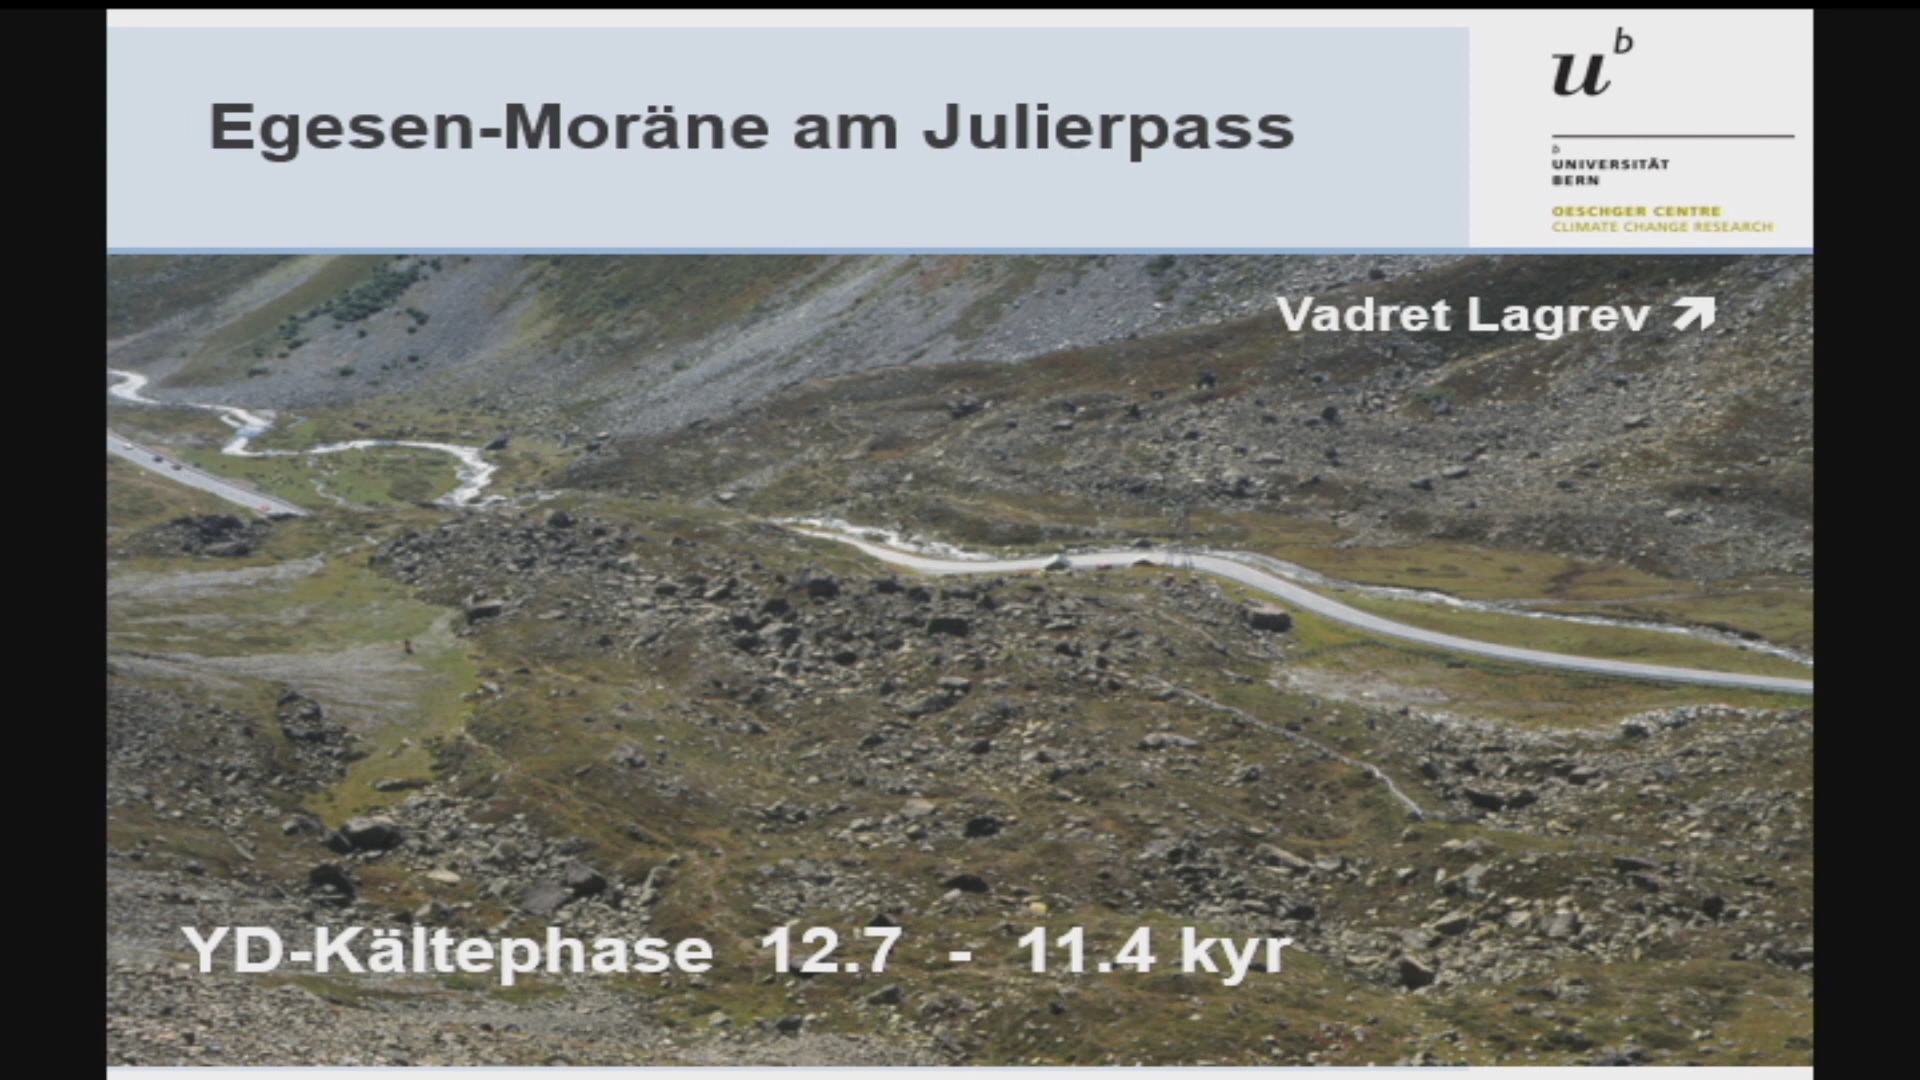 Egesen-Moräne am Julierpass
u b
b
UNIVERSITÄT
BERN
OESCHGER CENTRE
CLIMATE CHANGE RESEARCH
Vadret Lagrev
YD-Kältephase 12.7 - 11.4 kyr